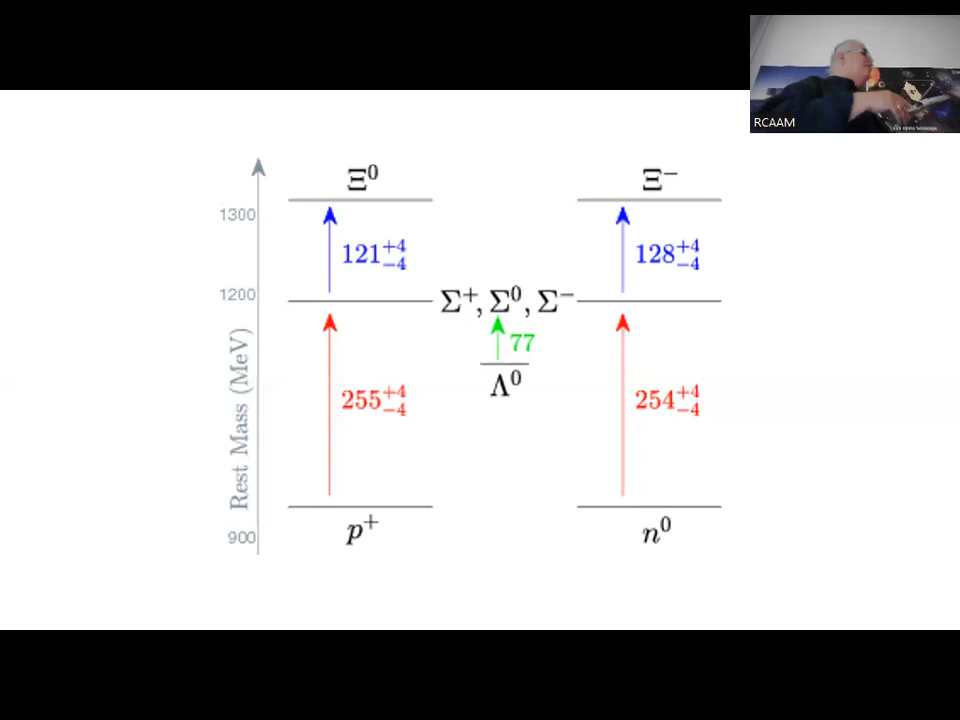 RCAAM
Ξ⁰ Ξ−
1300
121 +4 −4 128 +4 −4
1200
Σ⁺, Σ⁰, Σ−
77
Λ⁰
255 +4 −4 254 +4 −4
Rest Mass (MeV)
p⁺ n⁰
900